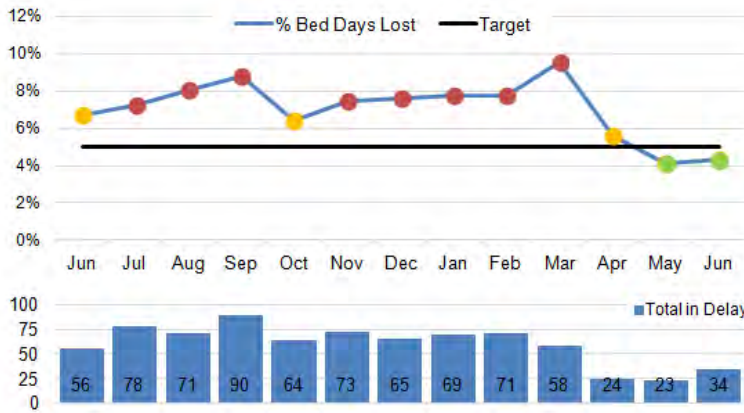 12%
% Bed Days Lost
Target
10%
8%
6%
4%
2%
0%
Jun Jul Aug Sep Oct Nov Dec Jan Feb Mar Apr May Jun
100
Total in Delay
75
50
25
0
56 78 71 90 64 73 65 69 71 58 24 23 34